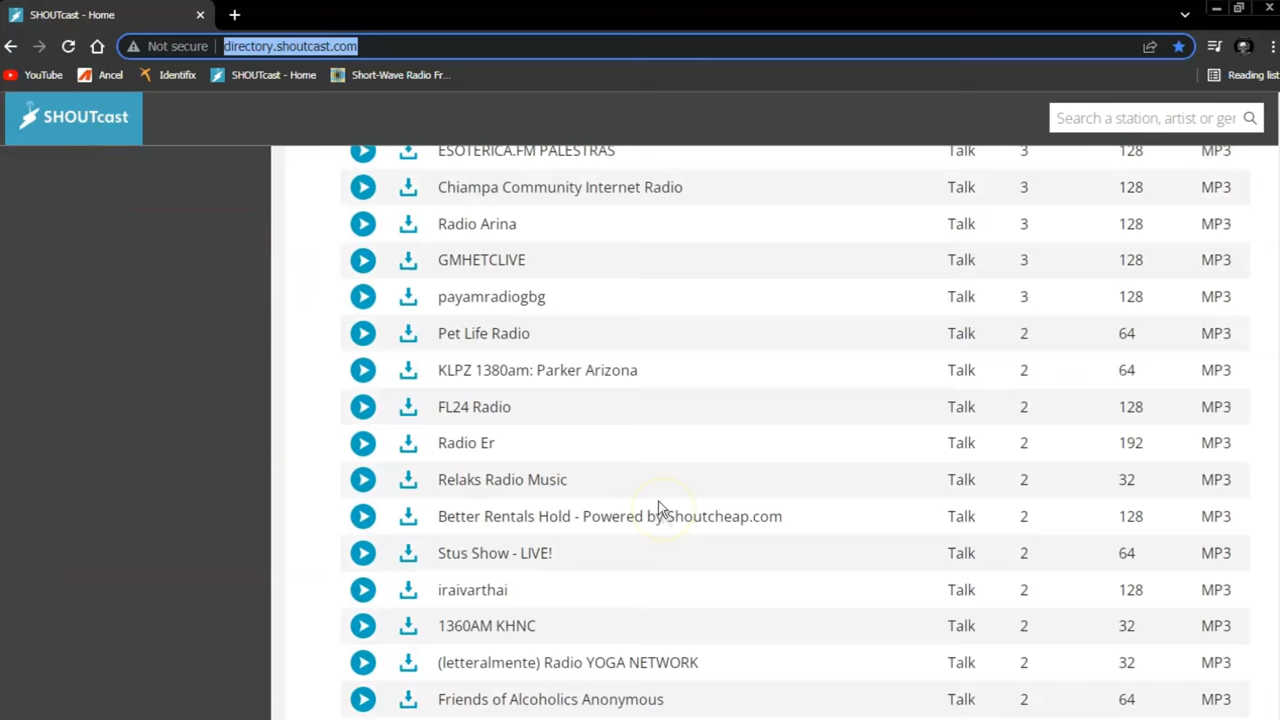 SHOUTcast - Home
Not secure directory.shoutcast.com
YouTube Ancel Identifix SHOUTcast - Home Short-Wave Radio Fr... Reading list
SHOUTcast Search a station, artist or ger
ESOTERICA.FM PALESTRAS Talk 3 128 MP3
Chiampa Community Internet Radio Talk 3 128 MP3
Radio Arina Talk 3 128 MP3
GMHETCLIVE Talk 3 128 MP3
payamradiogbg Talk 3 128 MP3
Pet Life Radio Talk 2 64 MP3
KLPZ 1380am: Parker Arizona Talk 2 64 MP3
FL24 Radio Talk 2 128 MP3
Radio Er Talk 2 192 MP3
Relaks Radio Music Talk 2 32 MP3
Better Rentals Hold - Powered by Shoutcheap.com Talk 2 128 MP3
Stus Show - LIVE! Talk 2 64 MP3
iraivarthai Talk 2 128 MP3
1360AM KHNC Talk 2 32 MP3
(letteralmente) Radio YOGA NETWORK Talk 2 32 MP3
Friends of Alcoholics Anonymous Talk 2 64 MP3